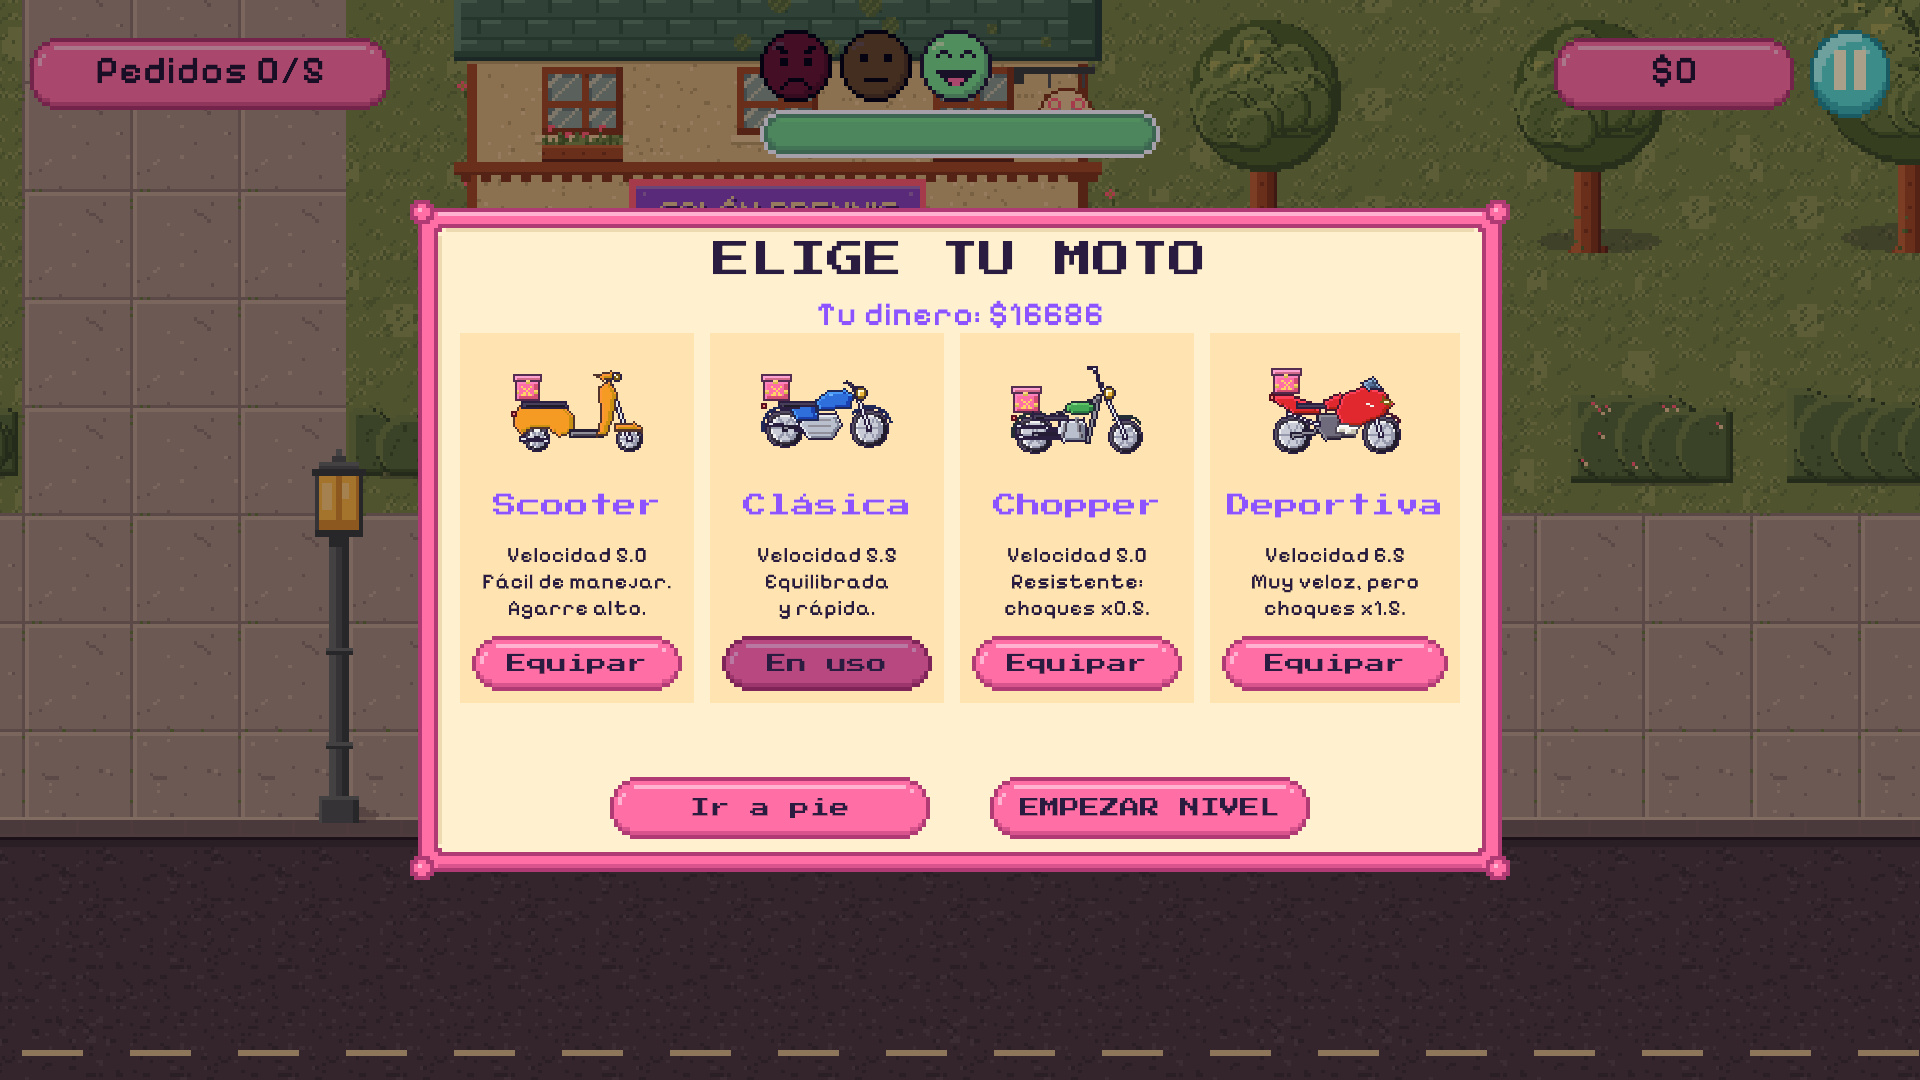 Pedidos 0/5
$0
ELIGE TU MOTO
Tu dinero: $16686
Scooter
Velocidad 5.0
Fácil de manejar.
Agarre alto.
Equipar
Clásica
Velocidad 5.5
Equilibrada
y rápida.
En uso
Chopper
Velocidad 5.0
Resistente:
choques x0.5.
Equipar
Deportiva
Velocidad 6.5
Muy veloz, pero
choques x1.5.
Equipar
Ir a pie
EMPEZAR NIVEL